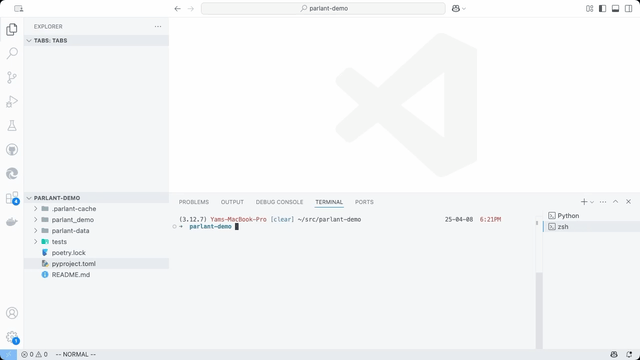 parlant-demo
EXPLORER
TABS: TABS
PARLANT-DEMO
.parlant-cache
parlant_demo
parlant-data
tests
poetry.lock
pyproject.toml
README.md
PROBLEMS OUTPUT DEBUG CONSOLE TERMINAL PORTS
(3.12.7) Yams-MacBook-Pro [clear] ~/src/parlant-demo 25-04-08 6:21PM
→ parlant-demo
Python
zsh
4
1
0 0 -- NORMAL --